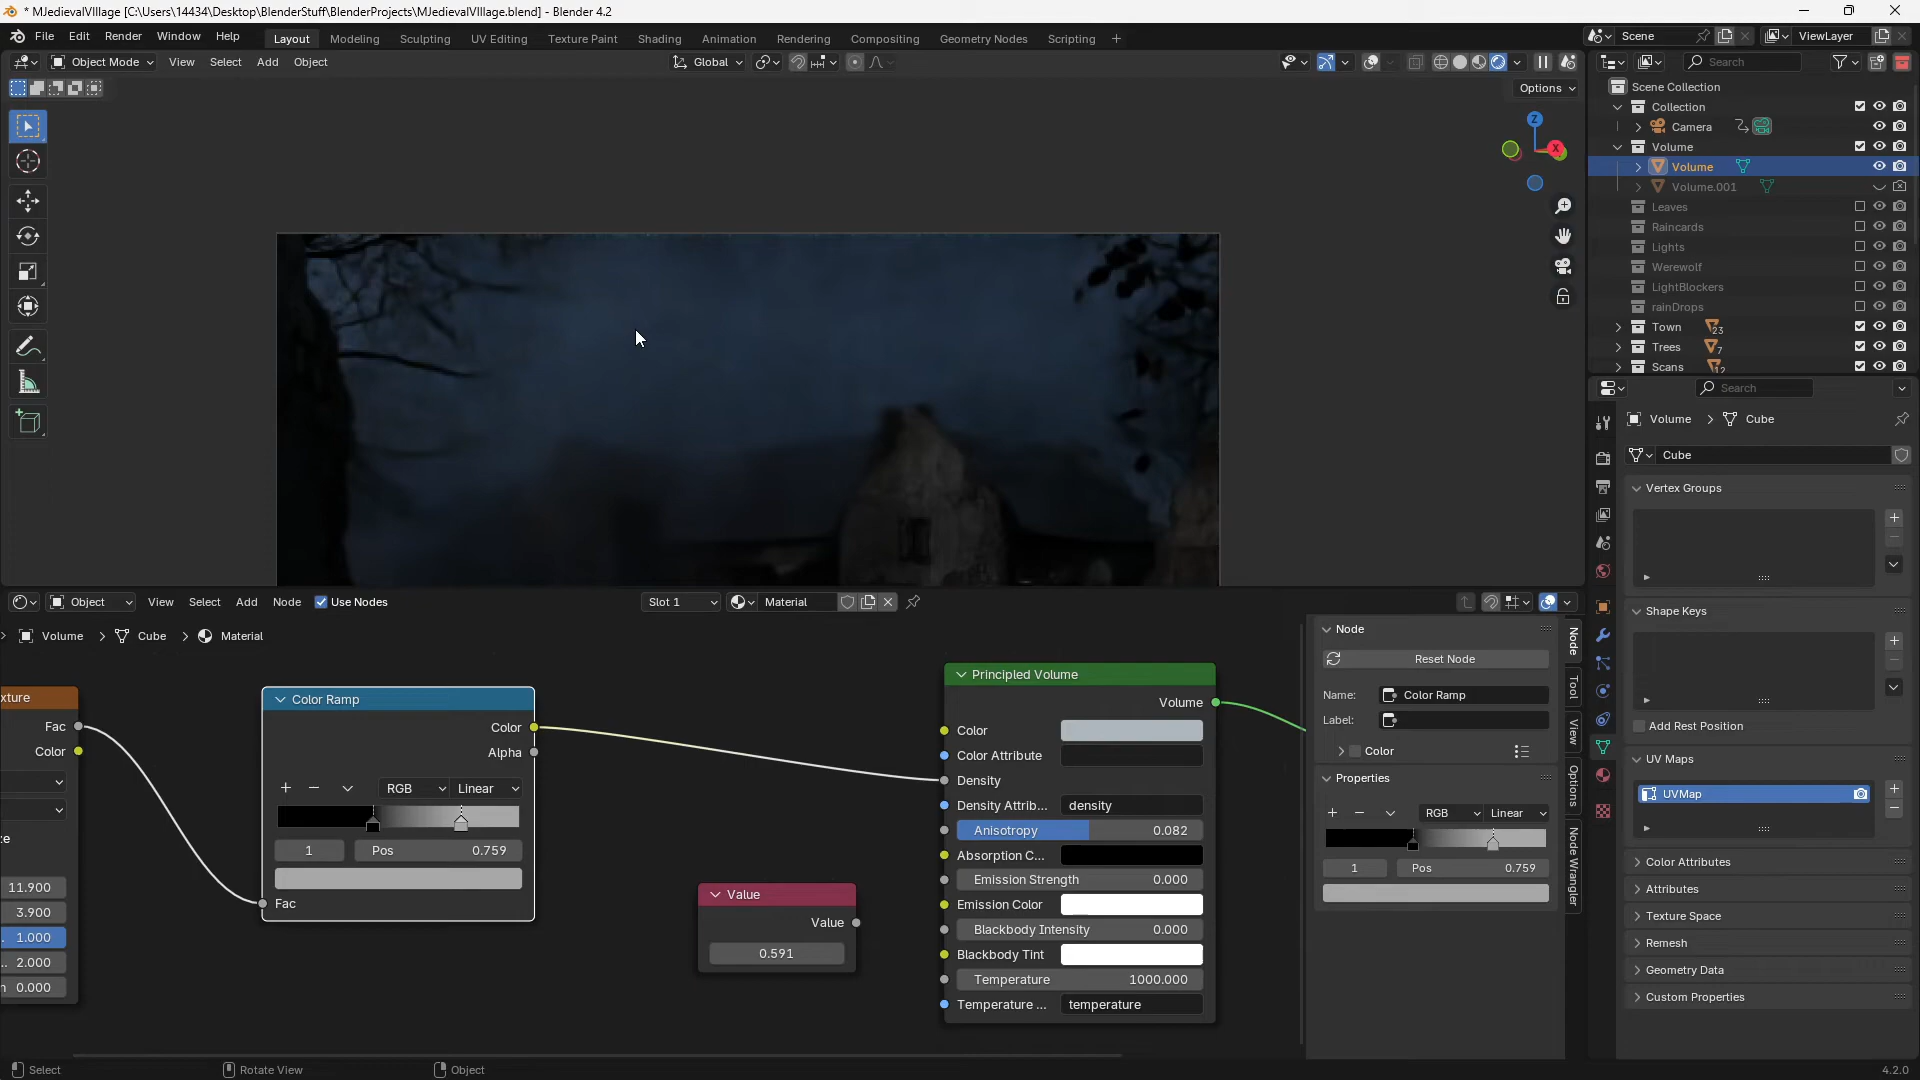 * MJedievalVIllage [C:\Users\14434\Desktop\BlenderStuff\BlenderProjects\MJedievalVIllage.blend] - Blender 4.2
File Edit Render Window Help Layout Modeling Sculpting UV Editing Texture Paint Shading Animation Rendering Compositing Geometry Nodes Scripting + Scene ViewLayer
Object Mode View Select Add Object Global Search
Options
Scene Collection
Collection
Camera
Volume
Volume
Volume.001
Leaves
Raincards
Lights
Werewolf
LightBlockers
rainDrops
Town 23
Trees 7
Scans 12
Search
Volume > Cube
Cube
Vertex Groups
Shape Keys
Add Rest Position
UV Maps
UVMap
Color Attributes
Attributes
Texture Space
Remesh
Geometry Data
Custom Properties
Object View Select Add Node Use Nodes Slot 1 Material
Volume > Cube > Material
xture
Fac
Color
11.900
3.900
1.000
2.000
0.000
Color Ramp
Color
Alpha
RGB Linear
1 Pos 0.759
Fac
Value
Value
0.591
Principled Volume
Volume
Color
Color Attribute
Density
Density Attrib... density
Anisotropy 0.082
Absorption C...
Emission Strength 0.000
Emission Color
Blackbody Intensity 0.000
Blackbody Tint
Temperature 1000.000
Temperature ... temperature
Node
Reset Node
Name: Color Ramp
Label:
Color
Properties
RGB Linear
1 Pos 0.759
Node
Tool
View
Options
Node Wrangler
Select Rotate View Object 4.2.0